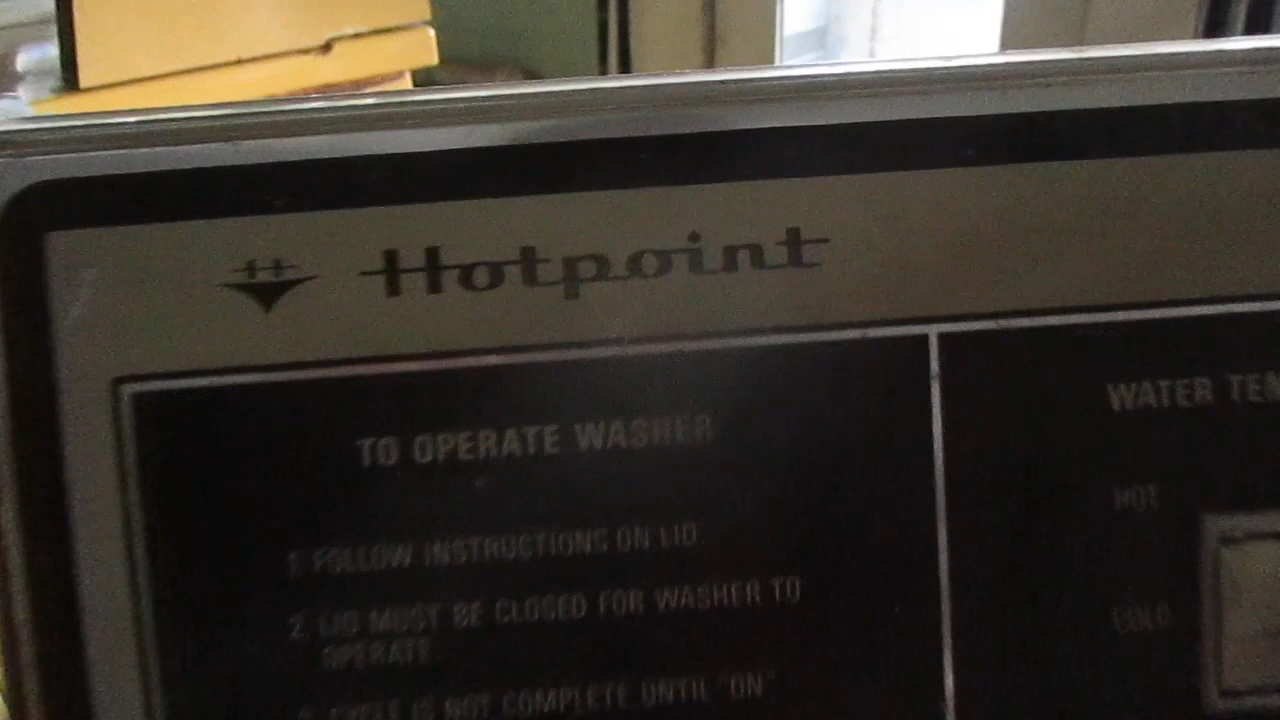 Hotpoint
TO OPERATE WASHER
1. FOLLOW INSTRUCTIONS ON LID.
2. LID MUST BE CLOSED FOR WASHER TO
OPERATE
3. CYCLE IS NOT COMPLETE UNTIL "ON"
WATER TEM
HOT
COLD